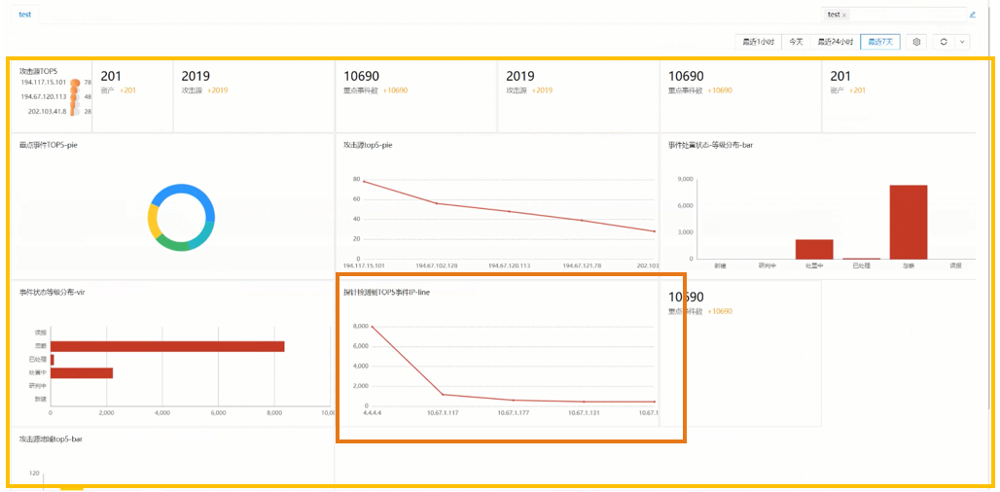 test
test ×
最近1小时 今天 最近24小时 最近7天
攻击源TOP5
194.117.15.101 78
194.67.120.113 48
202.103.41.8 28
201
资产 +201
2019
攻击源 +2019
10690
重点事件数 +10690
2019
攻击源 +2019
10690
重点事件数 +10690
201
资产 +201
重点事件TOP5-pie
攻击源top5-pie
80
60
40
20
0
194.117.15.101 194.67.102.128 194.67.120.113 194.67.121.78 202.103
事件处置状态-等级分布-bar
9,000
6,000
3,000
0
新建 研判中 处置中 已处理 忽略 误报
事件状态等级分布-vir
误报
忽略
已处理
处置中
研判中
新建
0 2,000 4,000 6,000 8,000 10,0
探针检测到TOP5事件IP-line
8,000
6,000
4,000
2,000
0
4.4.4.4 10.67.1.117 10.67.1.177 10.67.1.131 10.67.1
10690
重点事件数 +10690
攻击源地域top5-bar
120